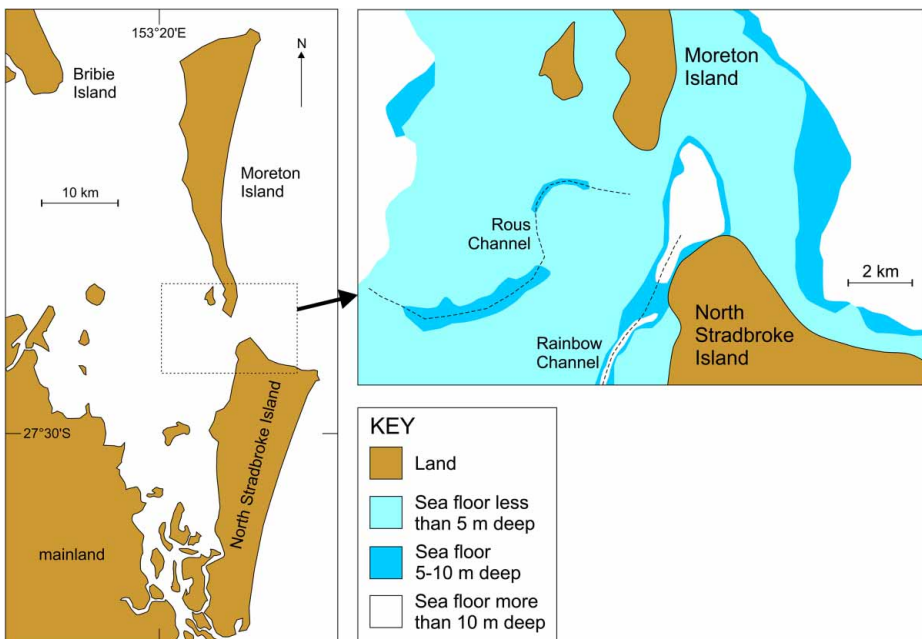 153°20'E
N
Bribie
Island
Moreton
Island
10 km
27°30'S
North Stradbroke Island
mainland
Moreton
Island
Rous
Channel
2 km
North
Stradbroke
Island
Rainbow
Channel
KEY
Land
Sea floor less
than 5 m deep
Sea floor
5-10 m deep
Sea floor more
than 10 m deep